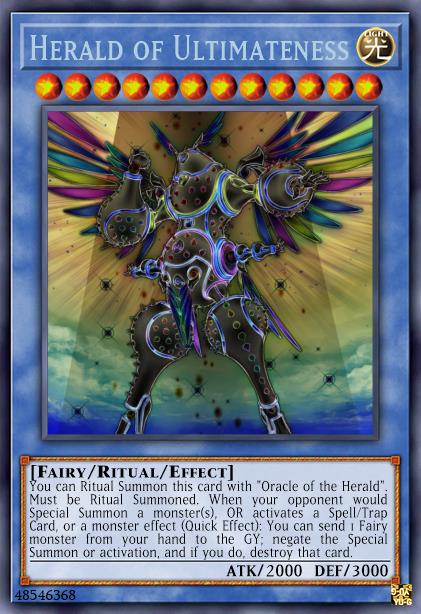 HERALD OF ULTIMATENESS
LIGHT
光
[FAIRY/RITUAL/EFFECT]
You can Ritual Summon this card with "Oracle of the Herald".
Must be Ritual Summoned. When your opponent would
Special Summon a monster(s), OR activates a Spell/Trap
Card, or a monster effect (Quick Effect): You can send 1 Fairy
monster from your hand to the GY; negate the Special
Summon or activation, and if you do, destroy that card.
ATK/2000 DEF/3000
48546368